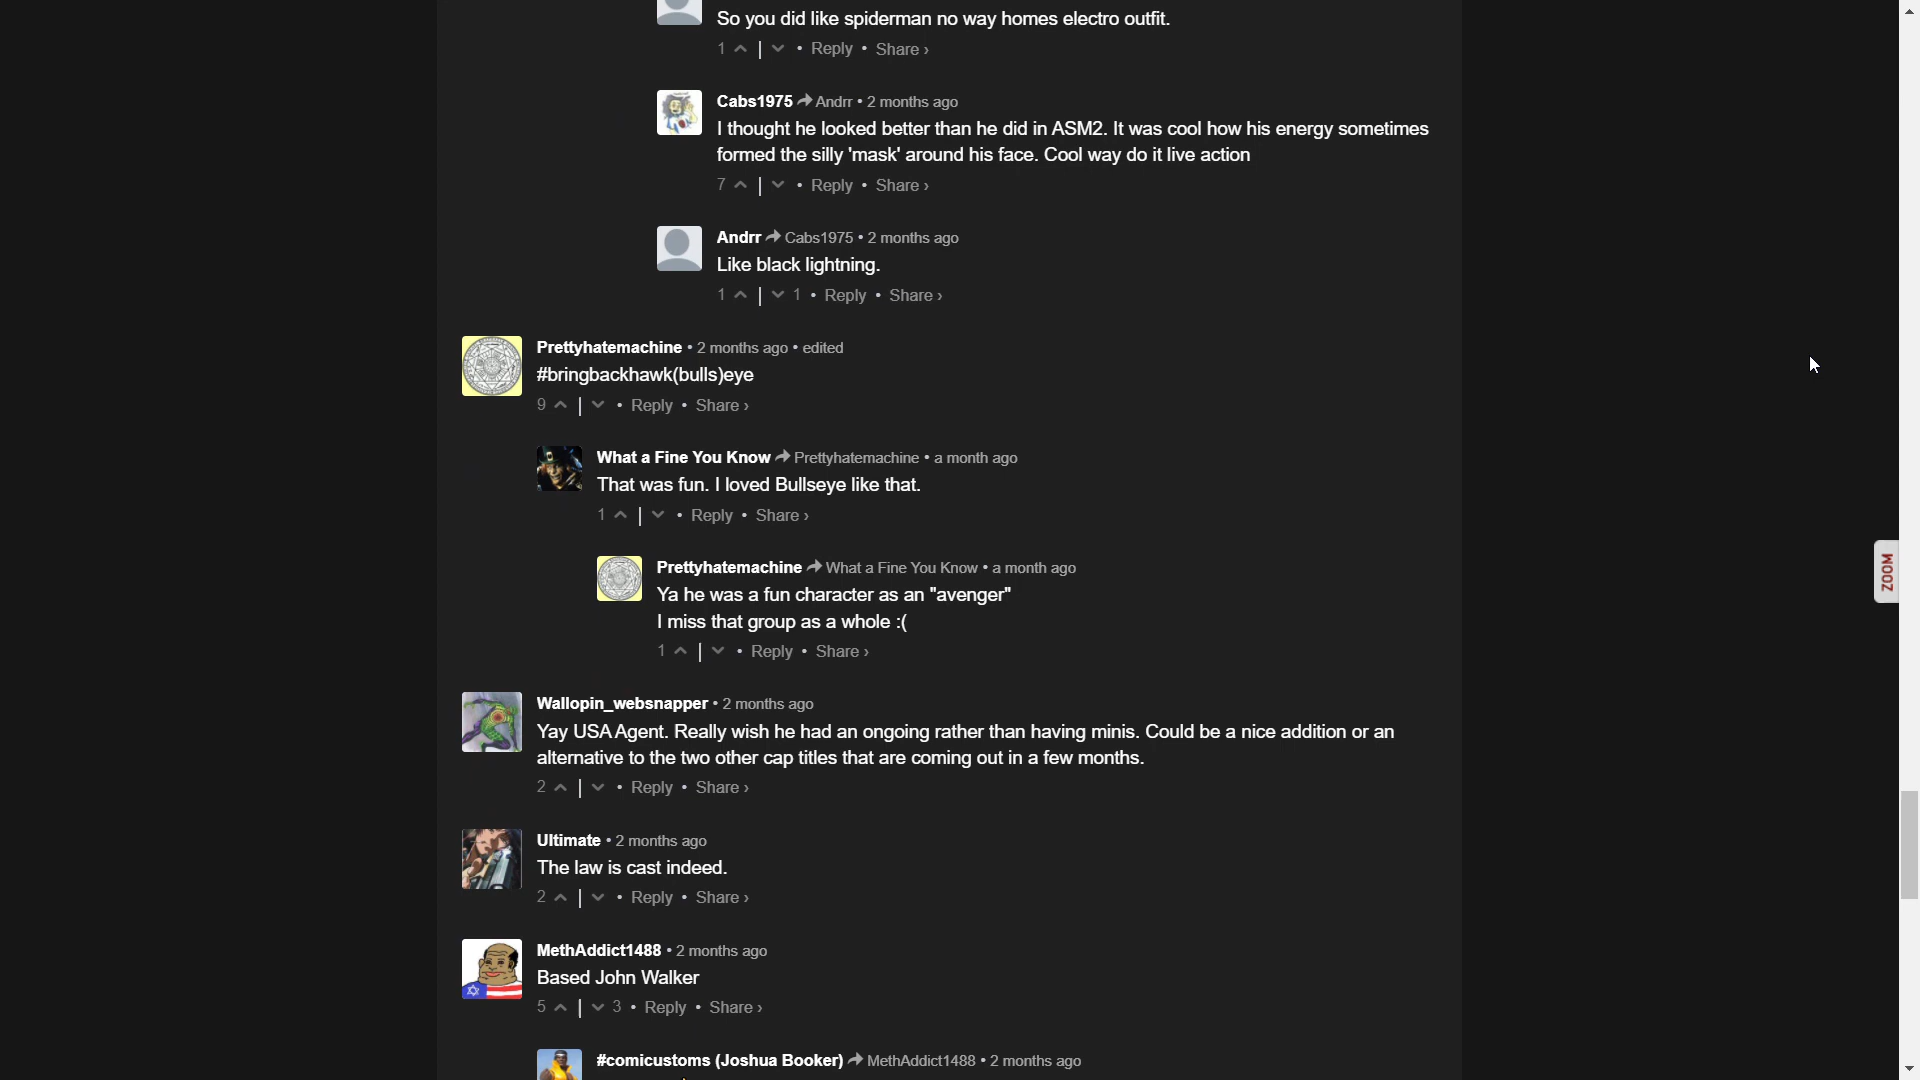 So you did like spiderman no way homes electro outfit.
1 | • Reply • Share ›
Cabs1975 Andrr • 2 months ago
I thought he looked better than he did in ASM2. It was cool how his energy sometimes
formed the silly 'mask' around his face. Cool way do it live action
7 | • Reply • Share ›
Andrr Cabs1975 • 2 months ago
Like black lightning.
1 | 1 • Reply • Share ›
Prettyhatemachine • 2 months ago • edited
#bringbackhawk(bulls)eye
9 | • Reply • Share ›
What a Fine You Know Prettyhatemachine • a month ago
That was fun. I loved Bullseye like that.
1 | • Reply • Share ›
Prettyhatemachine What a Fine You Know • a month ago
Ya he was a fun character as an "avenger"
I miss that group as a whole :(
1 | • Reply • Share ›
ZOOM
Wallopin_websnapper • 2 months ago
Yay USAAgent. Really wish he had an ongoing rather than having minis. Could be a nice addition or an
alternative to the two other cap titles that are coming out in a few months.
2 | • Reply • Share ›
Ultimate • 2 months ago
The law is cast indeed.
2 | • Reply • Share ›
MethAddict1488 • 2 months ago
Based John Walker
5 | 3 • Reply • Share ›
#comicustoms (Joshua Booker) MethAddict1488 • 2 months ago